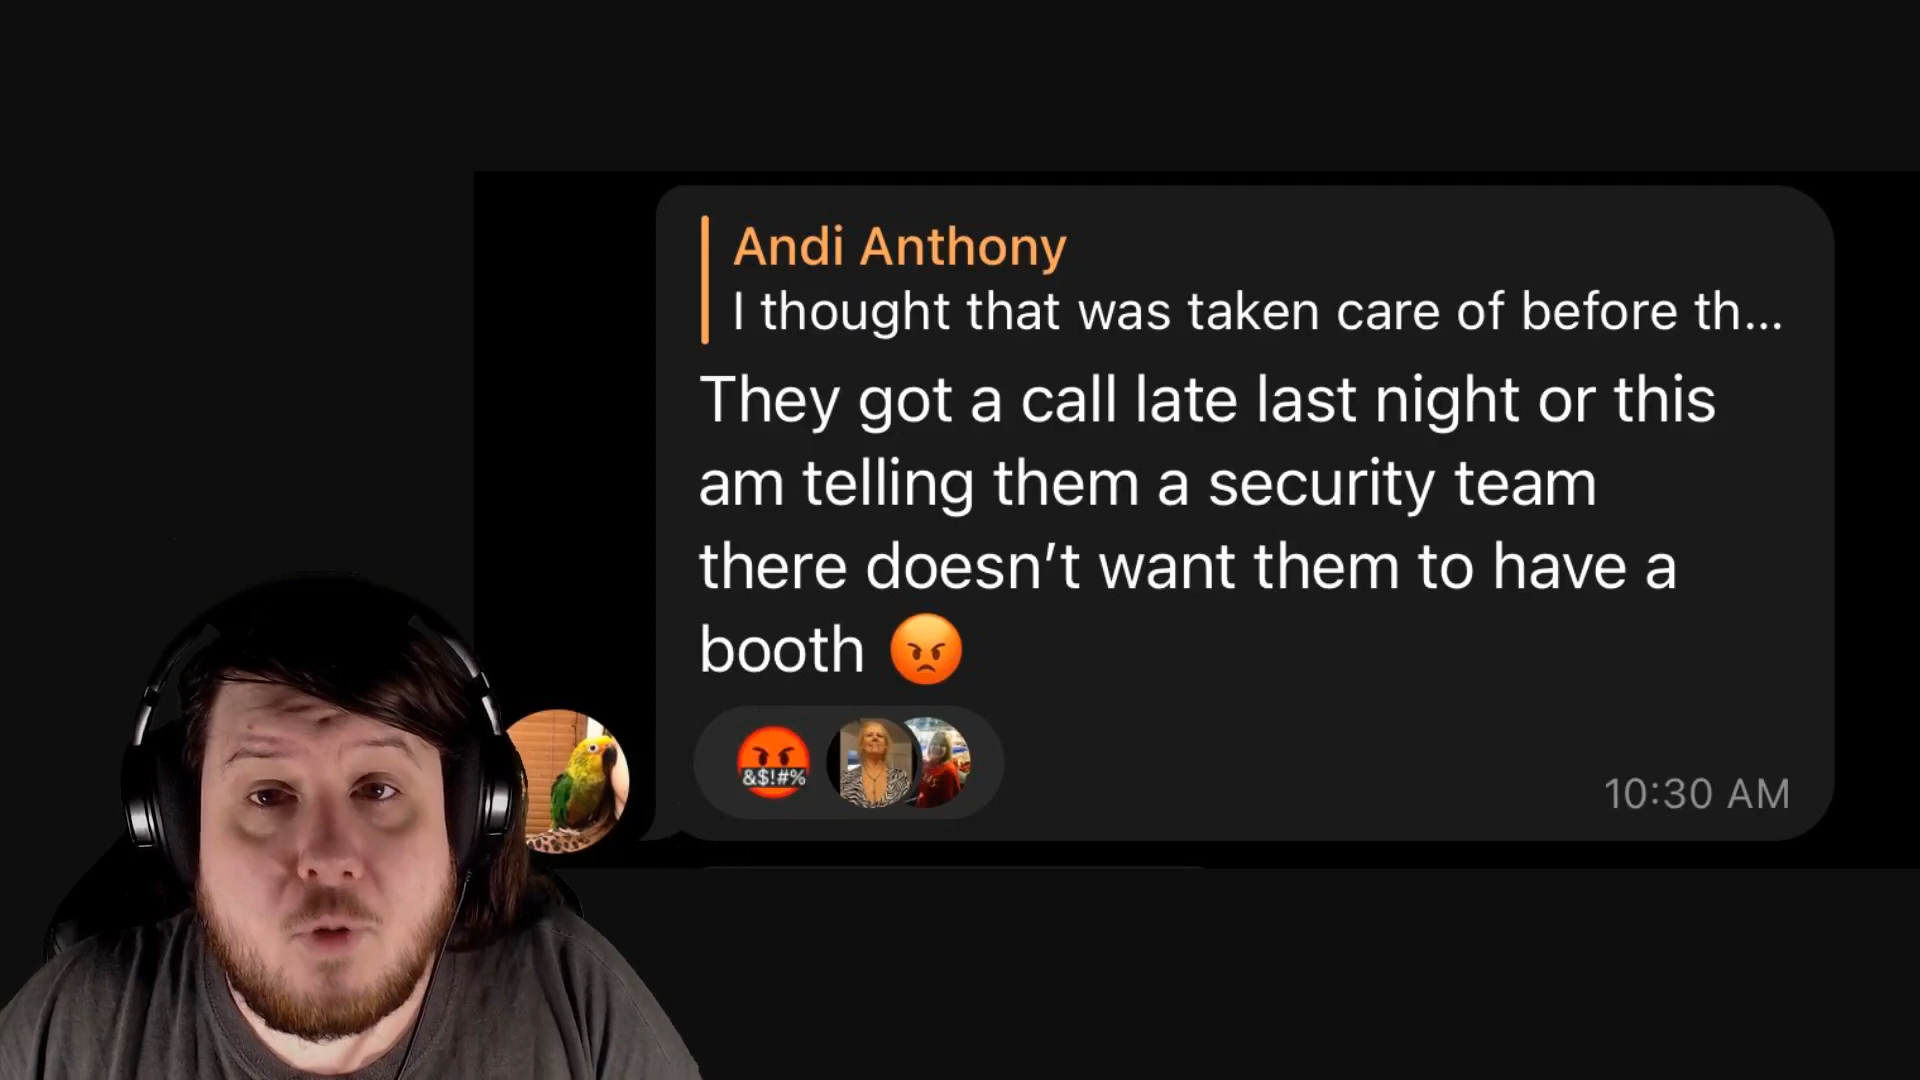 Andi Anthony
I thought that was taken care of before th...
They got a call late last night or this
am telling them a security team
there doesn’t want them to have a
booth 😡
&$!#%
10:30 AM